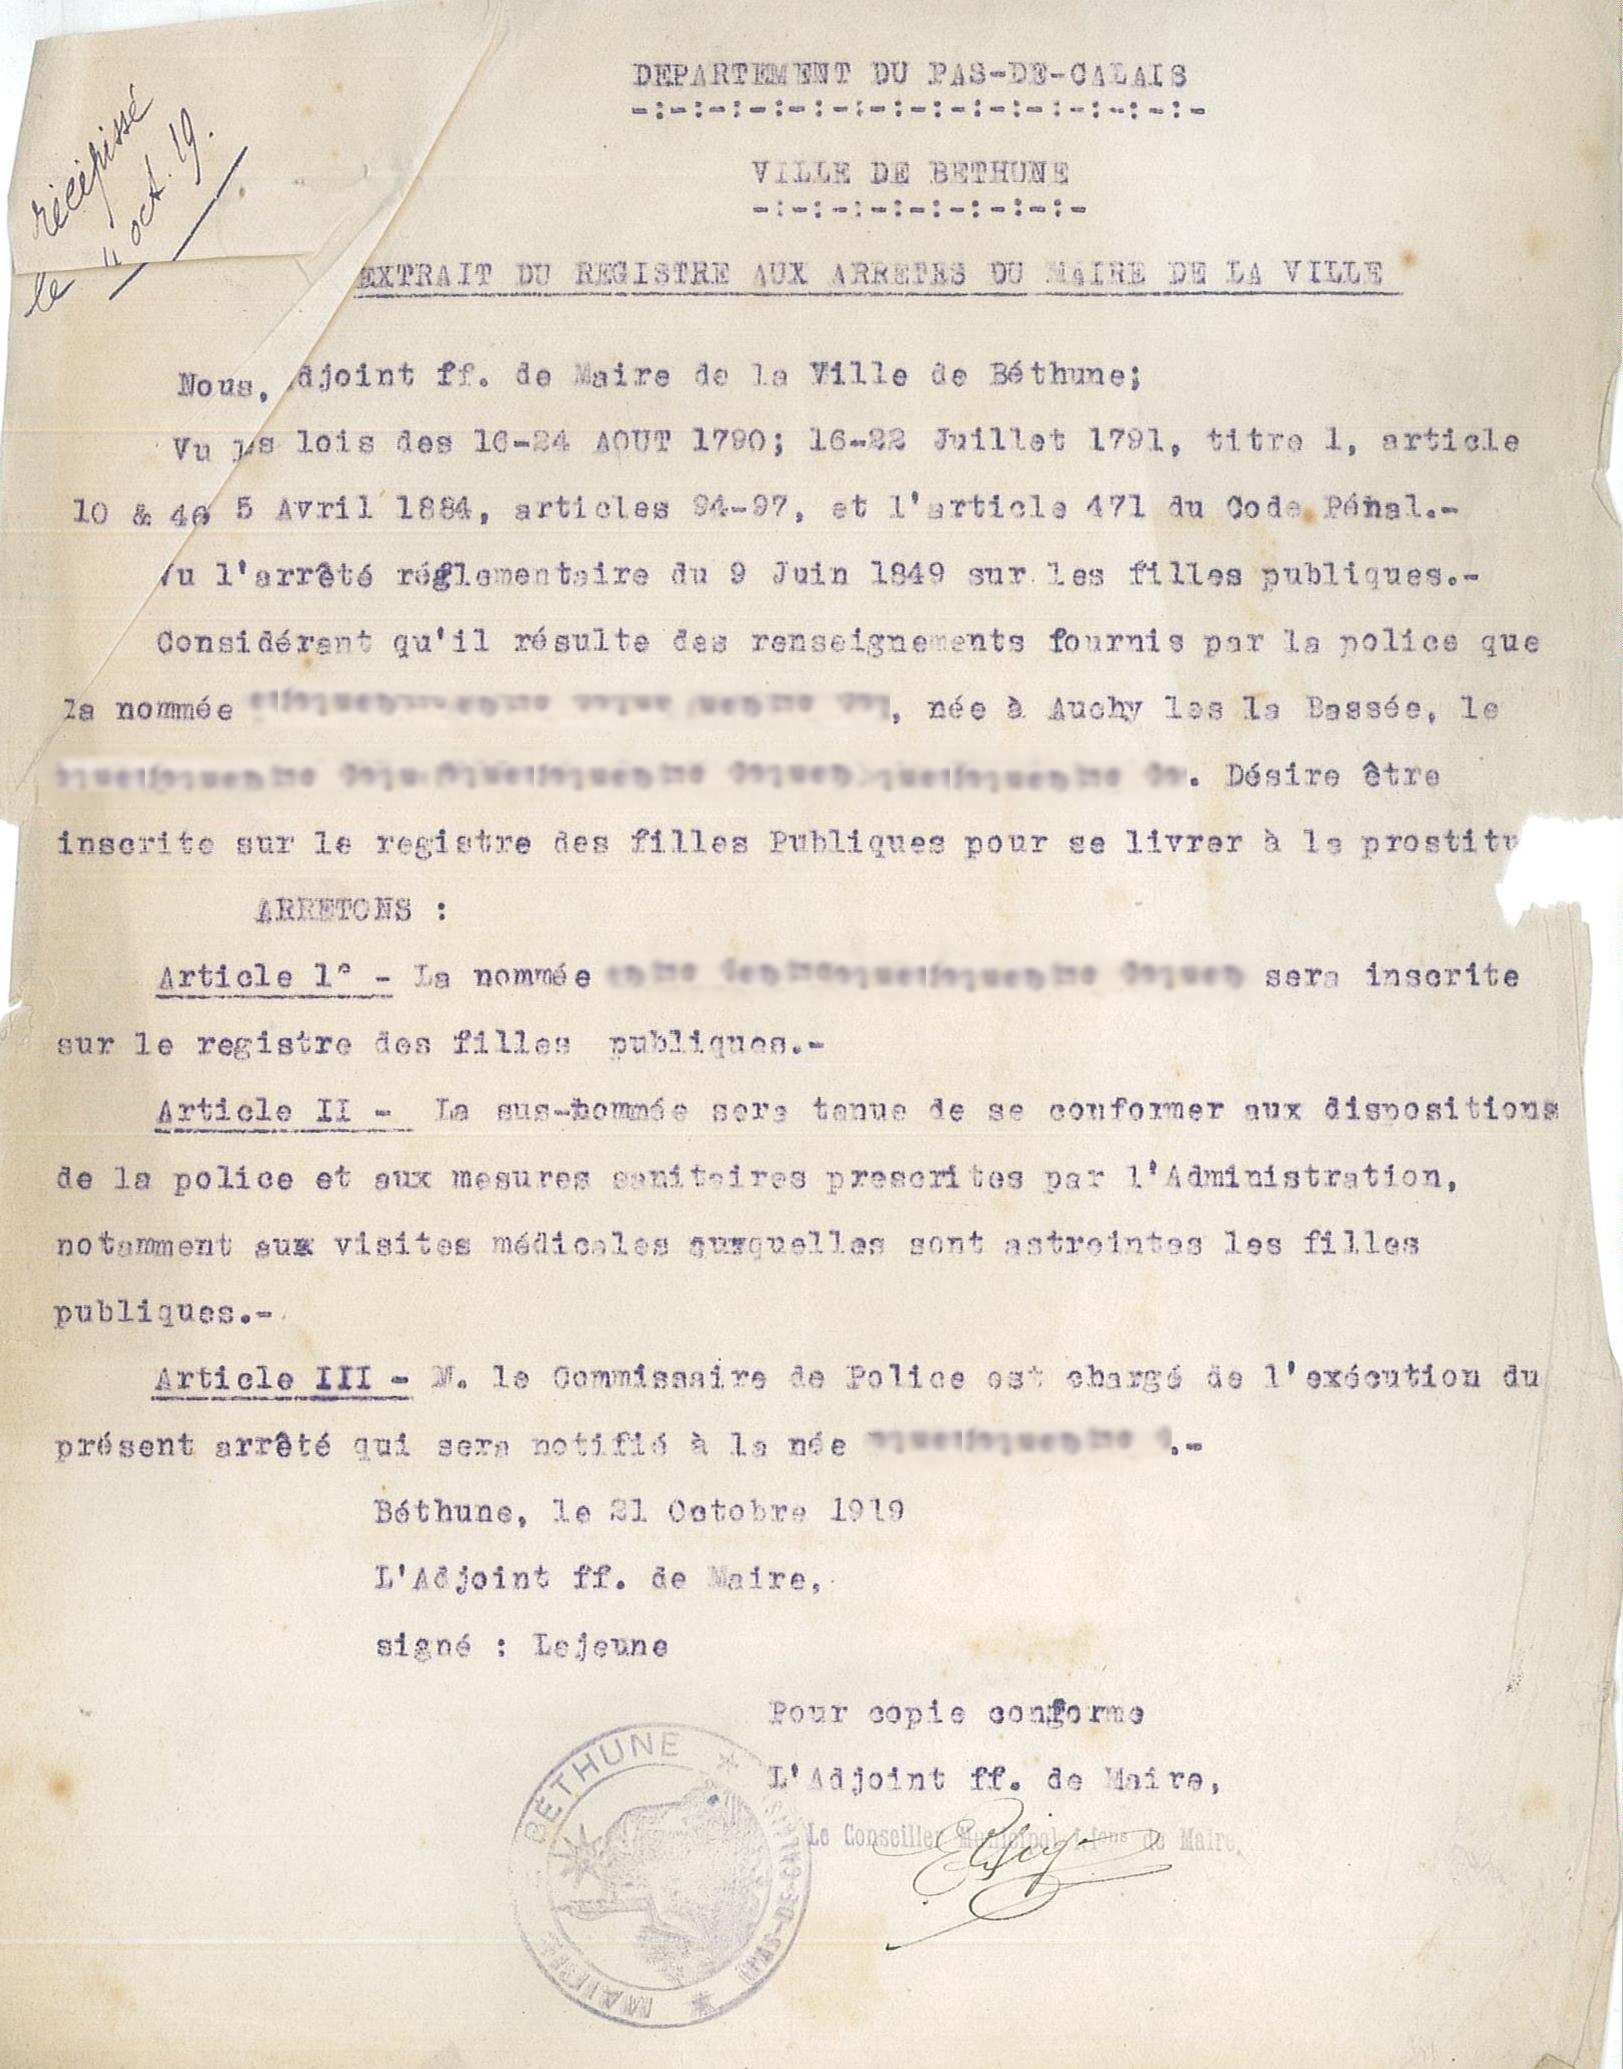 récépissé
le 4 oct. 19.
DEPARTEMENT DU PAS-DE-CALAIS
-:-:-:-:-:-:-:-:-:-:-:-:-:-:-
VILLE DE BETHUNE
-:-:-:-:-:-:-:-:-
EXTRAIT DU REGISTRE AUX ARRETES DU MAIRE DE LA VILLE
Nous, djoint ff. de Maire de la Ville de Béthune;
Vu lois des 16-24 AOUT 1790; 16-22 Juillet 1791, titre 1, article
10 & 46 5 Avril 1884, articles 94-97, et l'article 471 du Code Pénal.-
Vu l'arrêté réglementaire du 9 Juin 1849 sur les filles publiques.-
Considérant qu'il résulte des renseignements fournis par la police que
la nommée , née à Auchy les la Bassée, le
. Désire être
inscrite sur le registre des filles Publiques pour se livrer à la prostitu
ARRETONS :
Article 1° - La nommée sera inscrite
sur le registre des filles publiques.-
Article II - La sus-nommée sera tenue de se conformer aux dispositions
de la police et aux mesures sanitaires prescrites par l'Administration,
notamment aux visites médicales auxquelles sont astreintes les filles
publiques.-
Article III - M. le Commissaire de Police est chargé de l'exécution du
présent arrêté qui sera notifié à la née .-
Béthune, le 21 Octobre 1919
L'Adjoint ff. de Maire,
signé : Lejeune
Pour copie conforme
L'Adjoint ff. de Maire,
Le Conseiller Municipal ffons de Maire,
MAIRIE BÉTHUNE (PAS-DE-CALAIS)